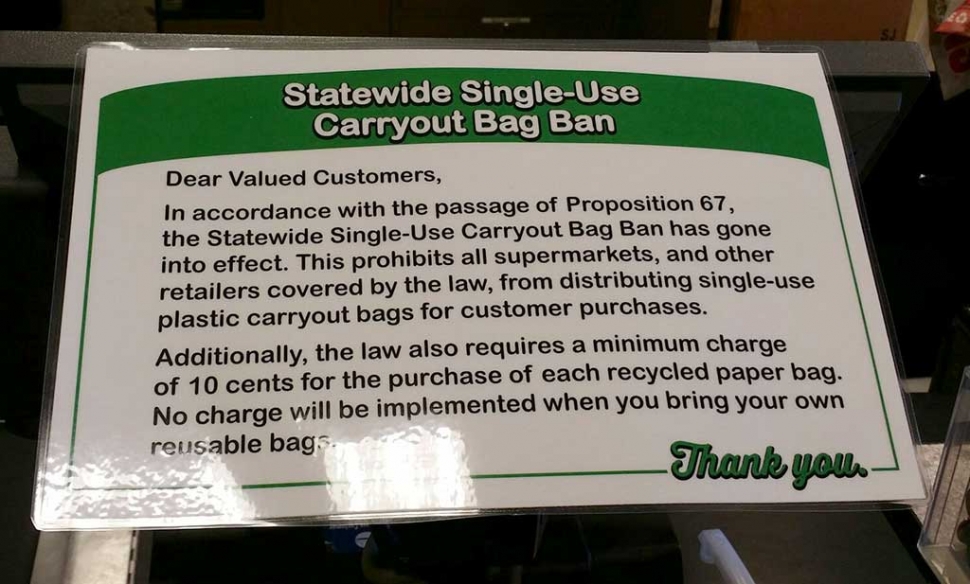 SJ
Statewide Single-Use
Carryout Bag Ban
Dear Valued Customers,
In accordance with the passage of Proposition 67,
the Statewide Single-Use Carryout Bag Ban has gone
into effect. This prohibits all supermarkets, and other
retailers covered by the law, from distributing single-use
plastic carryout bags for customer purchases.
Additionally, the law also requires a minimum charge
of 10 cents for the purchase of each recycled paper bag.
No charge will be implemented when you bring your own
reusable bags.
Thank you.